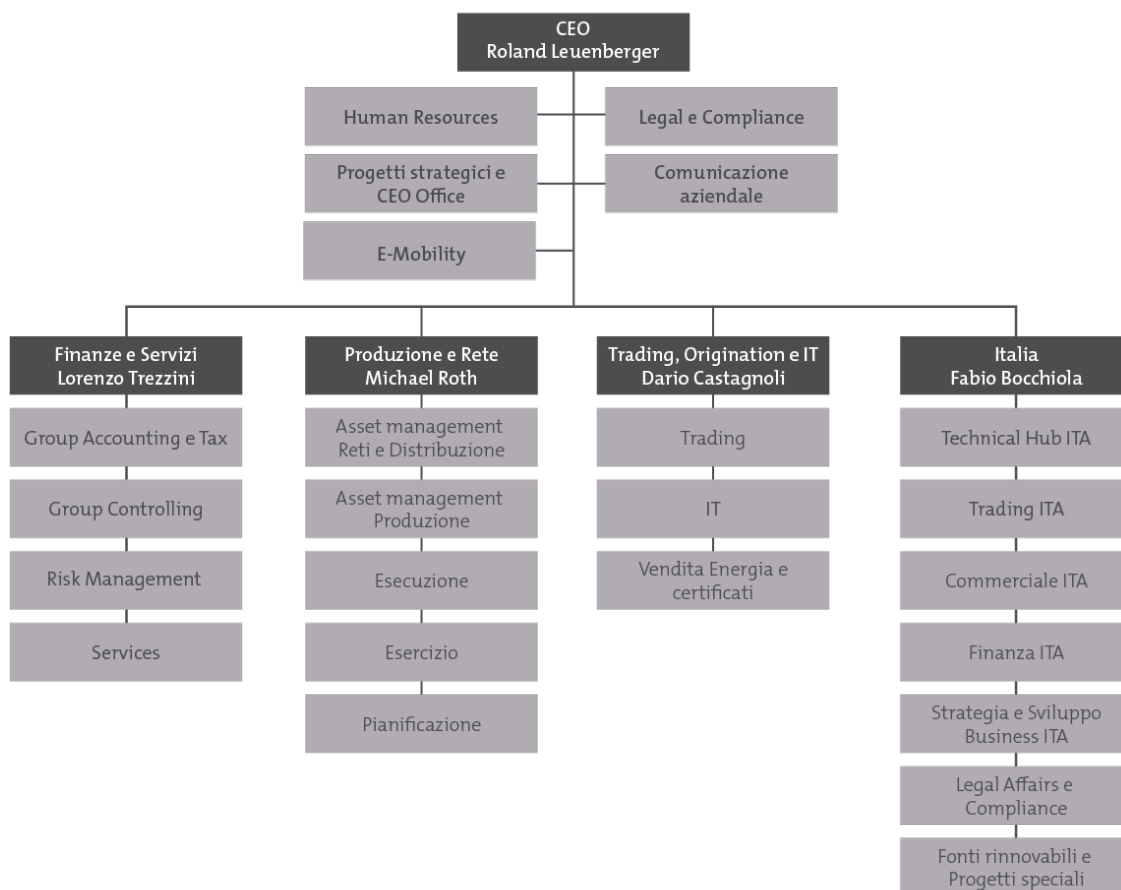 CEO
Roland Leuenberger
Human Resources
Legal e Compliance
Progetti strategici e
CEO Office
Comunicazione
aziendale
E-Mobility
Finanze e Servizi
Lorenzo Trezzini
Group Accounting e Tax
Group Controlling
Risk Management
Services
Produzione e Rete
Michael Roth
Asset management
Reti e Distribuzione
Asset management
Produzione
Esecuzione
Esercizio
Pianificazione
Trading, Origination e IT
Dario Castagnoli
Trading
IT
Vendita Energia e
certificati
Italia
Fabio Bocchiola
Technical Hub ITA
Trading ITA
Commerciale ITA
Finanza ITA
Strategia e Sviluppo
Business ITA
Legal Affairs e
Compliance
Fonti rinnovabili e
Progetti speciali